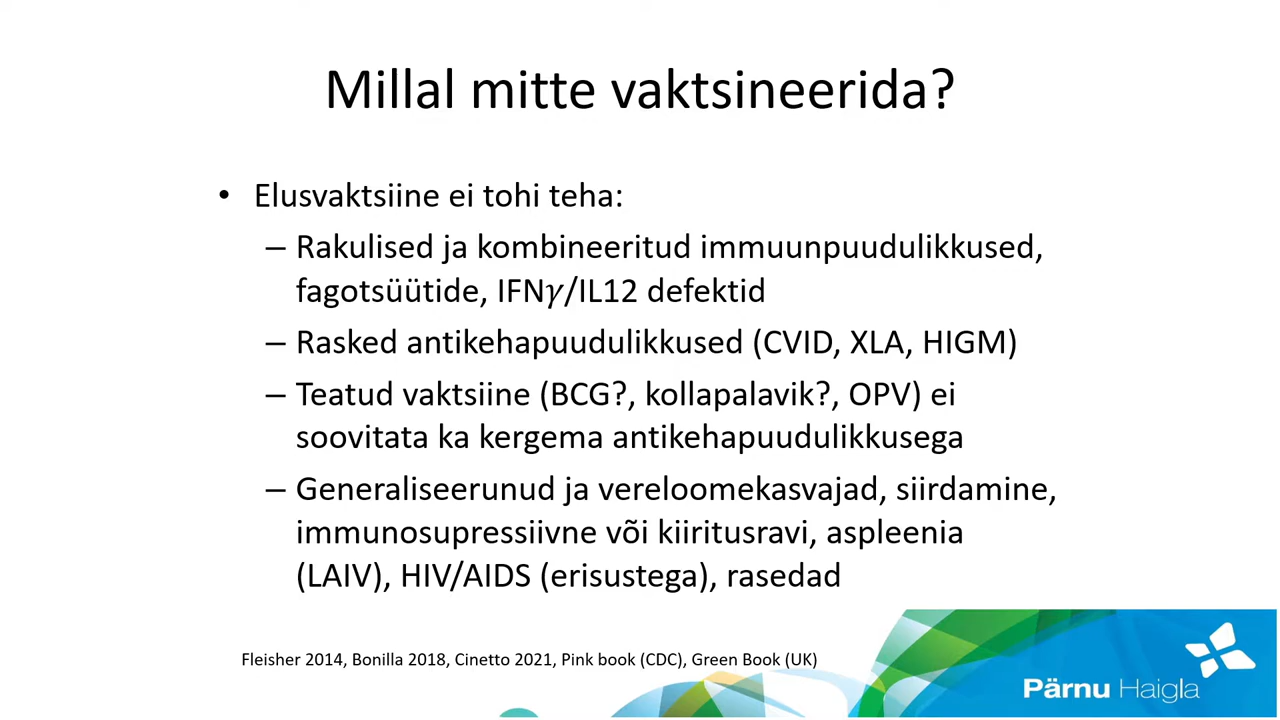 Millal mitte vaktsineerida?
• Elusvaktsiine ei tohi teha:
– Rakulised ja kombineeritud immuunpuudulikkused,
fagotsüütide, IFN𝛾/IL12 defektid
– Rasked antikehapuudulikkused (CVID, XLA, HIGM)
– Teatud vaktsiine (BCG?, kollapalavik?, OPV) ei
soovitata ka kergema antikehapuudulikkusega
– Generaliseerunud ja vereloomekasvajad, siirdamine,
immunosupressiivne või kiiritusravi, aspleenia
(LAIV), HIV/AIDS (erisustega), rasedad
Fleisher 2014, Bonilla 2018, Cinetto 2021, Pink book (CDC), Green Book (UK)
Pärnu Haigla